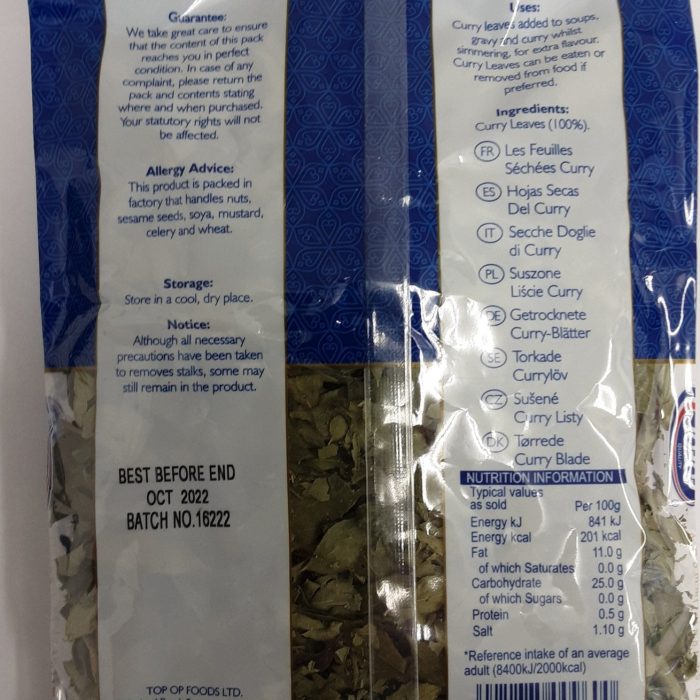 Guarantee:
We take great care to ensure
that the content of this pack
reaches you in perfect
condition. In case of any
complaint, please return the
pack and contents stating
where and when purchased.
Your statutory rights will not
be affected.
Allergy Advice:
This product is packed in
factory that handles nuts,
sesame seeds, soya, mustard,
celery and wheat.
Storage:
Store in a cool, dry place.
Notice:
Although all necessary
precautions have been taken
to removes stalks, some may
still remain in the product.
BEST BEFORE END
OCT 2022
BATCH NO.16222
TOP OP FOODS LTD.
Uses:
Curry leaves added to soups,
gravy and curry whilst
simmering, for extra flavour.
Curry Leaves can be eaten or
removed from food if
preferred.
Ingredients:
Curry Leaves (100%).
FR Les Feuilles
Séchées Curry
ES Hojas Secas
Del Curry
IT Secche Doglie
di Curry
PL Suszone
Liście Curry
DE Getrocknete
Curry-Blätter
SE Torkade
Currylöv
CZ Sušené
Curry Listy
DK Tørrede
Curry Blade
NUTRITION INFORMATION
Typical values
as sold Per 100g
Energy kJ 841 kJ
Energy kcal 201 kcal
Fat 11.0 g
of which Saturates 0.0 g
Carbohydrate 25.0 g
of which Sugars 0.0 g
Protein 0.5 g
Salt 1.10 g
*Reference intake of an average
adult (8400kJ/2000kcal)